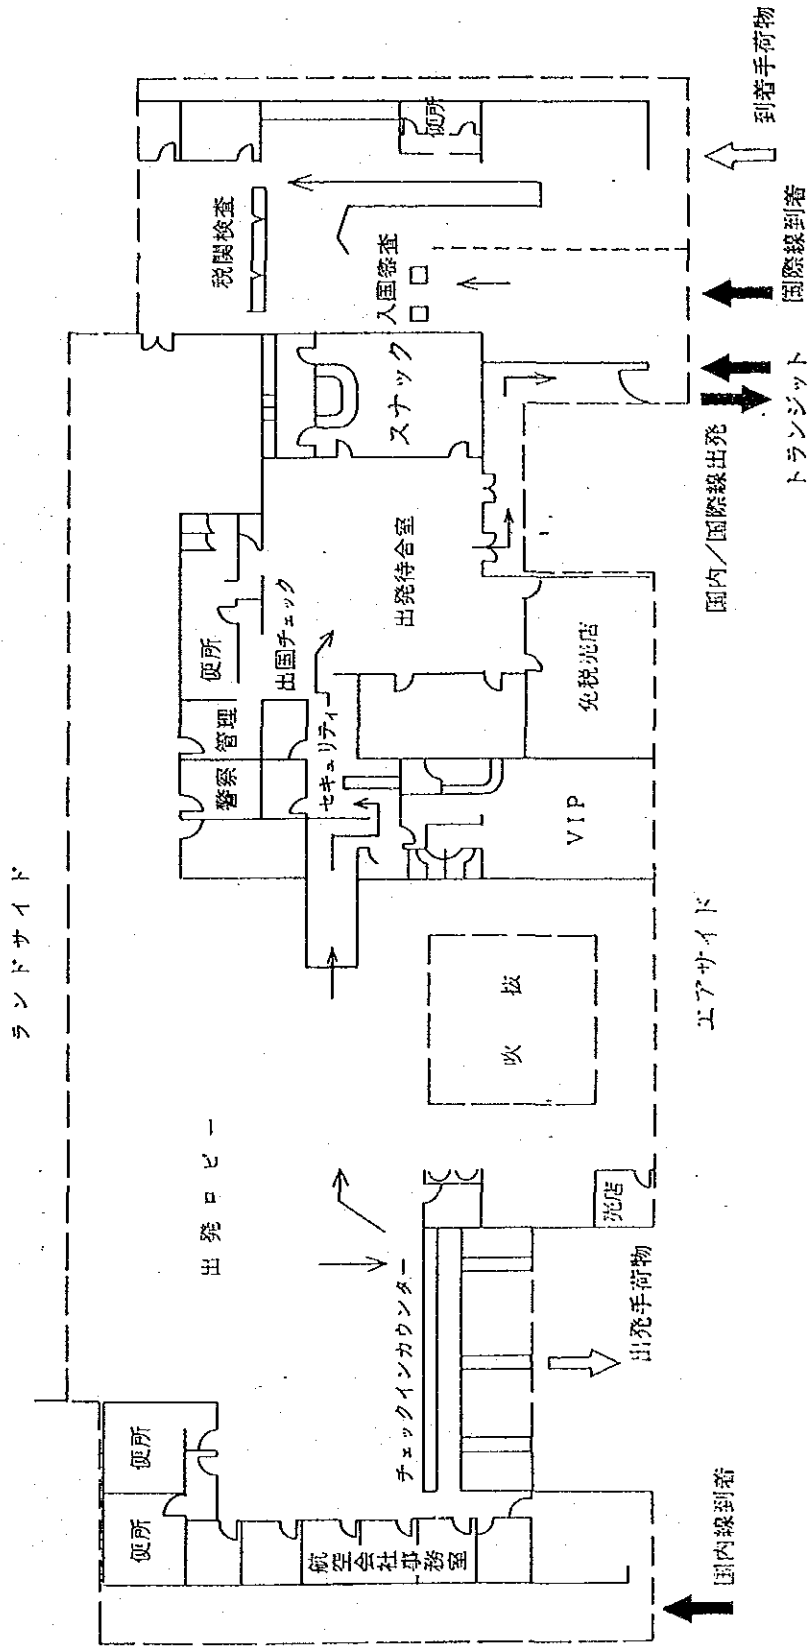 ランドサイド
便所
便所
航空会社事務室
出発ロビー
チェックインカウンター
売店
吹 抜
警察
管理
便所
セキュリティ
出国チェック
VIP
免税売店
出発待合室
スナック
入国審査
税関検査
便所
国内線到着
出発手荷物
エアサイド
国内/国際線出発
トランジット
国際線到着
到着手荷物